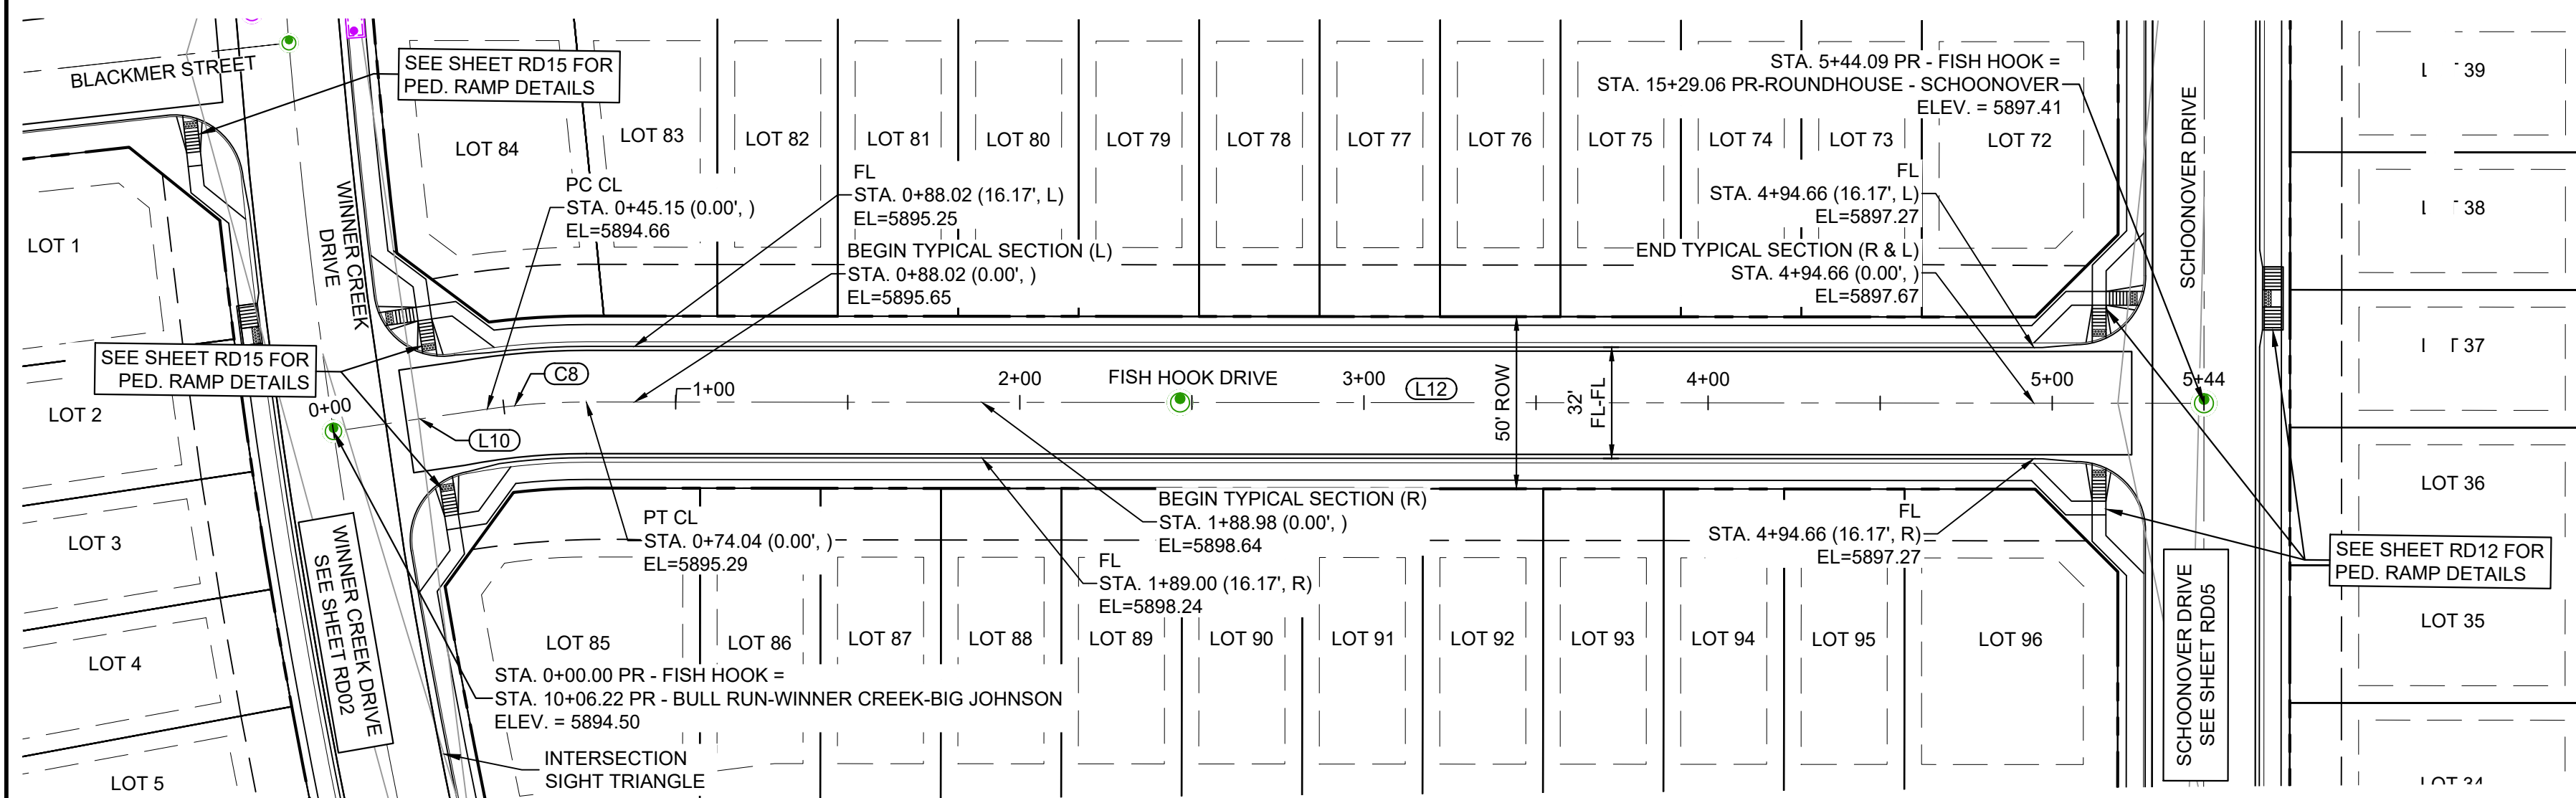 BLACKMER STREET
SEE SHEET RD15 FOR
PED. RAMP DETAILS
LOT 84
LOT 83
LOT 82
LOT 81
LOT 80
LOT 79
LOT 78
LOT 77
LOT 76
LOT 75
LOT 74
LOT 73
LOT 72
STA. 5+44.09 PR - FISH HOOK =
STA. 15+29.06 PR-ROUNDHOUSE - SCHOONOVER
ELEV. = 5897.41
SCHOONOVER DRIVE
39
38
37
LOT 36
LOT 35
LOT 1
LOT 2
LOT 3
LOT 4
LOT 5
WINNER CREEK
DRIVE
PC CL
STA. 0+45.15 (0.00', )
EL=5894.66
FL
STA. 0+88.02 (16.17', L)
EL=5895.25
BEGIN TYPICAL SECTION (L)
STA. 0+88.02 (0.00', )
EL=5895.65
FL
STA. 4+94.66 (16.17', L)
EL=5897.27
END TYPICAL SECTION (R & L)
STA. 4+94.66 (0.00', )
EL=5897.67
SEE SHEET RD15 FOR
PED. RAMP DETAILS
0+00
C8
L10
1+00
2+00
FISH HOOK DRIVE
3+00
L12
50' ROW
32'
FL-FL
4+00
5+00
5+44
PT CL
STA. 0+74.04 (0.00', )
EL=5895.29
BEGIN TYPICAL SECTION (R)
STA. 1+88.98 (0.00', )
EL=5898.64
FL
STA. 1+89.00 (16.17', R)
EL=5898.24
FL
STA. 4+94.66 (16.17', R)
EL=5897.27
SEE SHEET RD12 FOR
PED. RAMP DETAILS
WINNER CREEK DRIVE
SEE SHEET RD02
SCHOONOVER DRIVE
SEE SHEET RD05
LOT 85
LOT 86
LOT 87
LOT 88
LOT 89
LOT 90
LOT 91
LOT 92
LOT 93
LOT 94
LOT 95
LOT 96
STA. 0+00.00 PR - FISH HOOK =
STA. 10+06.22 PR - BULL RUN-WINNER CREEK-BIG JOHNSON
ELEV. = 5894.50
INTERSECTION
SIGHT TRIANGLE
LOT 34